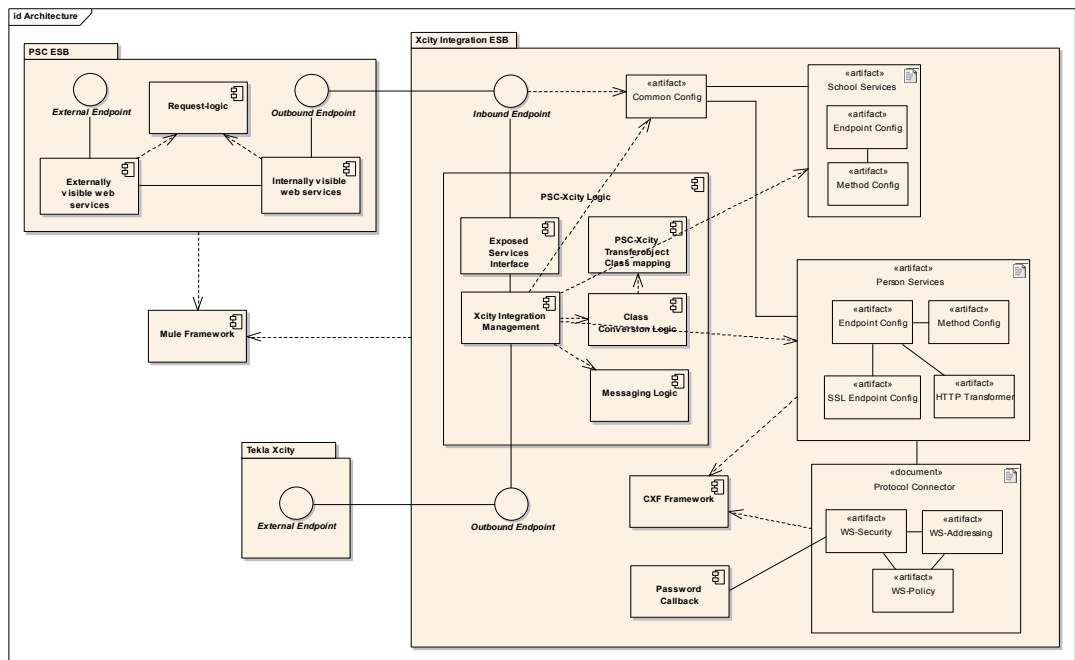 id Architecture
PSC ESB
External Endpoint
Request-logic
Outbound Endpoint
Externally
visible web
services
Internally visible
web services
Mule Framework
Tekla Xcity
External Endpoint
Xcity Integration ESB
Inbound Endpoint
«artifact»
Common Config
«artifact»
School Services
«artifact»
Endpoint Config
«artifact»
Method Config
PSC-Xcity Logic
Exposed
Services
Interface
PSC-Xcity
Transferobject
Class mapping
Xcity Integration
Management
Class
Conversion Logic
Messaging Logic
Outbound Endpoint
«artifact»
Person Services
«artifact»
Endpoint Config
«artifact»
Method Config
«artifact»
SSL Endpoint Config
«artifact»
HTTP Transformer
CXF Framework
Password
Callback
«document»
Protocol Connector
«artifact»
WS-Security
«artifact»
WS-Addressing
«artifact»
WS-Policy